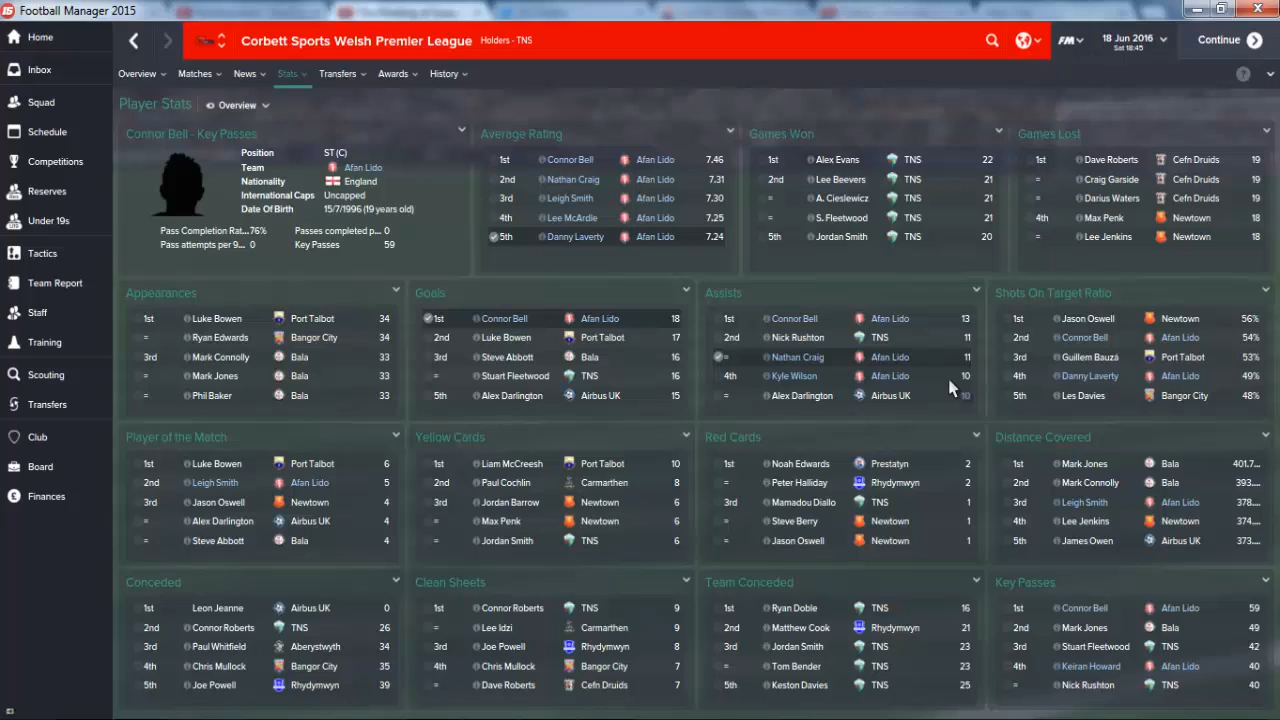 Football Manager 2015
Home
Corbett Sports Welsh Premier League
Holders - TNS
FM
18 Jun 2016
Sat 18:45
Continue
Inbox
Overview Matches News Stats Transfers Awards History
Squad
Schedule
Competitions
Reserves
Under 19s
Tactics
Team Report
Staff
Training
Scouting
Transfers
Club
Board
Finances
Player Stats Overview
Connor Bell - Key Passes
Position ST (C)
Team Afan Lido
Nationality England
International Caps Uncapped
Date Of Birth 15/7/1996 (19 years old)
Pass Completion Rat...76% Passes completed p... 0
Pass attempts per 9... 0 Key Passes 59
Average Rating
1st Connor Bell Afan Lido 7.46
2nd Nathan Craig Afan Lido 7.31
3rd Leigh Smith Afan Lido 7.30
4th Lee McArdle Afan Lido 7.25
5th Danny Laverty Afan Lido 7.24
Games Won
1st Alex Evans TNS 22
2nd Lee Beevers TNS 21
= A. Cieslewicz TNS 21
= S. Fleetwood TNS 21
5th Jordan Smith TNS 20
Games Lost
1st Dave Roberts Cefn Druids 19
= Craig Garside Cefn Druids 19
= Darius Waters Cefn Druids 19
4th Max Penk Newtown 18
= Lee Jenkins Newtown 18
Appearances
1st Luke Bowen Port Talbot 34
= Ryan Edwards Bangor City 34
3rd Mark Connolly Bala 33
= Mark Jones Bala 33
= Phil Baker Bala 33
Goals
1st Connor Bell Afan Lido 18
2nd Luke Bowen Port Talbot 17
3rd Steve Abbott Bala 16
= Stuart Fleetwood TNS 16
5th Alex Darlington Airbus UK 15
Assists
1st Connor Bell Afan Lido 13
2nd Nick Rushton TNS 11
= Nathan Craig Afan Lido 11
4th Kyle Wilson Afan Lido 10
= Alex Darlington Airbus UK 10
Shots On Target Ratio
1st Jason Oswell Newtown 56%
2nd Connor Bell Afan Lido 54%
3rd Guillem Bauzà Port Talbot 53%
4th Danny Laverty Afan Lido 49%
5th Les Davies Bangor City 48%
Player of the Match
1st Luke Bowen Port Talbot 6
2nd Leigh Smith Afan Lido 5
3rd Jason Oswell Newtown 4
= Alex Darlington Airbus UK 4
= Steve Abbott Bala 4
Yellow Cards
1st Liam McCreesh Port Talbot 10
2nd Paul Cochlin Carmarthen 8
3rd Jordan Barrow Newtown 6
= Max Penk Newtown 6
= Jordan Smith TNS 6
Red Cards
1st Noah Edwards Prestatyn 2
= Peter Halliday Rhydymwyn 2
3rd Mamadou Diallo TNS 1
= Steve Berry Newtown 1
= Jason Oswell Newtown 1
Distance Covered
1st Mark Jones Bala 401.7...
2nd Mark Connolly Bala 393....
3rd Leigh Smith Afan Lido 378....
4th Lee Jenkins Newtown 374....
5th James Owen Airbus UK 373....
Conceded
1st Leon Jeanne Airbus UK 0
2nd Connor Roberts TNS 26
3rd Paul Whitfield Aberystwyth 34
4th Chris Mullock Bangor City 35
5th Joe Powell Rhydymwyn 39
Clean Sheets
1st Connor Roberts TNS 9
= Lee Idzi Carmarthen 9
3rd Joe Powell Rhydymwyn 8
4th Chris Mullock Bangor City 7
= Dave Roberts Cefn Druids 7
Team Conceded
1st Ryan Doble TNS 16
2nd Matthew Cook Rhydymwyn 21
3rd Jordan Smith TNS 23
= Tom Bender TNS 23
5th Keston Davies TNS 25
Key Passes
1st Connor Bell Afan Lido 59
2nd Mark Jones Bala 49
3rd Stuart Fleetwood TNS 42
4th Keiran Howard Afan Lido 40
= Nick Rushton TNS 40